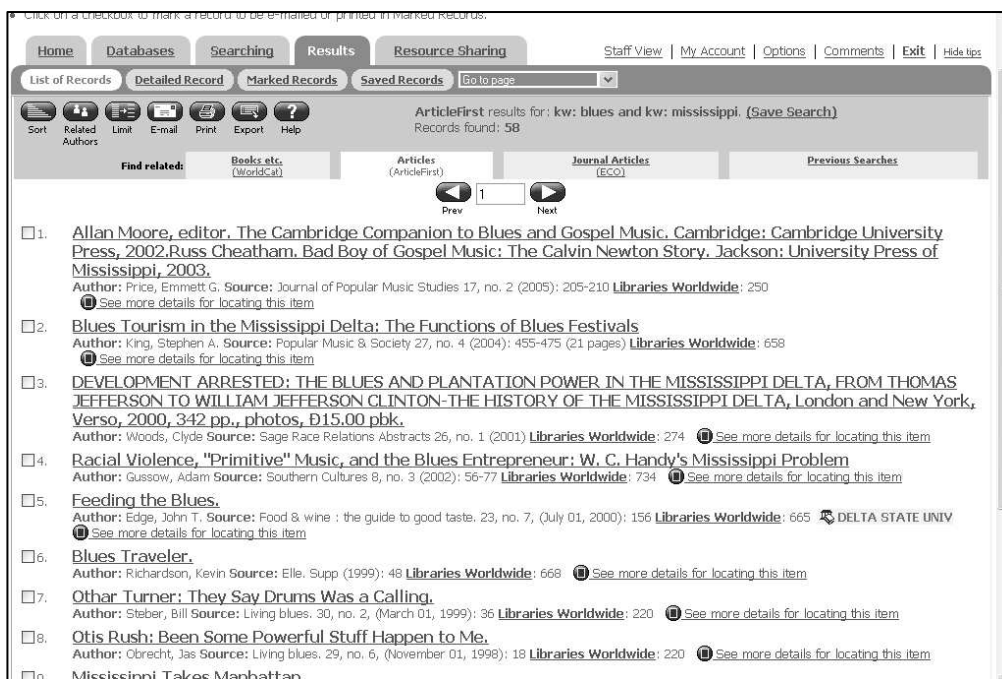 Click on a checkbox to mark a record to be e-mailed or printed in Marked Records.
Home Databases Searching Results Resource Sharing Staff View | My Account | Options | Comments | Exit | Hide tips
List of Records Detailed Record Marked Records Saved Records Go to page
Sort Related Authors Limit E-mail Print Export Help
ArticleFirst results for: kw: blues and kw: mississippi. (Save Search)
Records found: 58
Find related: Books etc. (WorldCat) Articles (ArticleFirst) Journal Articles (ECO) Previous Searches
1
Prev Next
1. Allan Moore, editor. The Cambridge Companion to Blues and Gospel Music. Cambridge: Cambridge University
Press, 2002.Russ Cheatham. Bad Boy of Gospel Music: The Calvin Newton Story. Jackson: University Press of
Mississippi, 2003.
Author: Price, Emmett G. Source: Journal of Popular Music Studies 17, no. 2 (2005): 205-210 Libraries Worldwide: 250
See more details for locating this item
2. Blues Tourism in the Mississippi Delta: The Functions of Blues Festivals
Author: King, Stephen A. Source: Popular Music & Society 27, no. 4 (2004): 455-475 (21 pages) Libraries Worldwide: 658
See more details for locating this item
3. DEVELOPMENT ARRESTED: THE BLUES AND PLANTATION POWER IN THE MISSISSIPPI DELTA, FROM THOMAS
JEFFERSON TO WILLIAM JEFFERSON CLINTON-THE HISTORY OF THE MISSISSIPPI DELTA, London and New York,
Verso, 2000, 342 pp., photos, Ð15.00 pbk.
Author: Woods, Clyde Source: Sage Race Relations Abstracts 26, no. 1 (2001) Libraries Worldwide: 274 See more details for locating this item
4. Racial Violence, "Primitive" Music, and the Blues Entrepreneur: W. C. Handy's Mississippi Problem
Author: Gussow, Adam Source: Southern Cultures 8, no. 3 (2002): 56-77 Libraries Worldwide: 734 See more details for locating this item
5. Feeding the Blues.
Author: Edge, John T. Source: Food & wine : the guide to good taste. 23, no. 7, (July 01, 2000): 156 Libraries Worldwide: 665 DELTA STATE UNIV
See more details for locating this item
6. Blues Traveler.
Author: Richardson, Kevin Source: Elle. Supp (1999): 48 Libraries Worldwide: 668 See more details for locating this item
7. Othar Turner: They Say Drums Was a Calling.
Author: Steber, Bill Source: Living blues. 30, no. 2, (March 01, 1999): 36 Libraries Worldwide: 220 See more details for locating this item
8. Otis Rush: Been Some Powerful Stuff Happen to Me.
Author: Obrecht, Jas Source: Living blues. 29, no. 6, (November 01, 1998): 18 Libraries Worldwide: 220 See more details for locating this item
9. Mississippi Takes Manhattan.